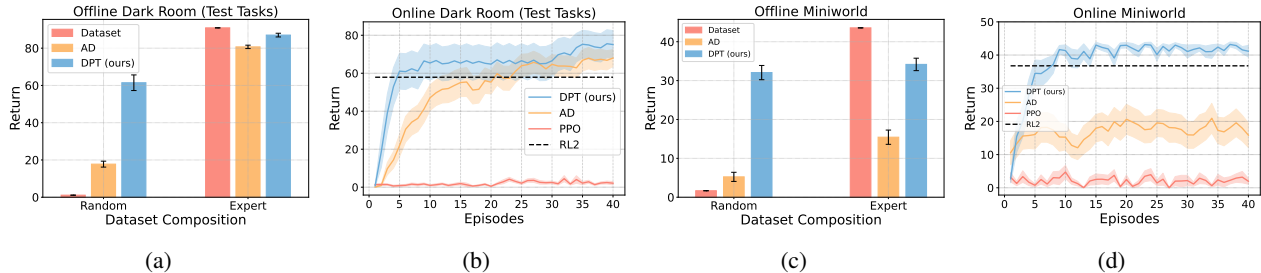 Offline Dark Room (Test Tasks)
80
60
40
20
0
Return
Dataset
AD
DPT (ours)
Random
Expert
Dataset Composition
(a)
Online Dark Room (Test Tasks)
80
60
40
20
0
Return
DPT (ours)
AD
PPO
RL2
0 5 10 15 20 25 30 35 40
Episodes
(b)
Offline Miniworld
40
30
20
10
0
Return
Dataset
AD
DPT (ours)
Random
Expert
Dataset Composition
(c)
Online Miniworld
50
40
30
20
10
0
Return
DPT (ours)
AD
PPO
RL2
0 5 10 15 20 25 30 35 40
Episodes
(d)